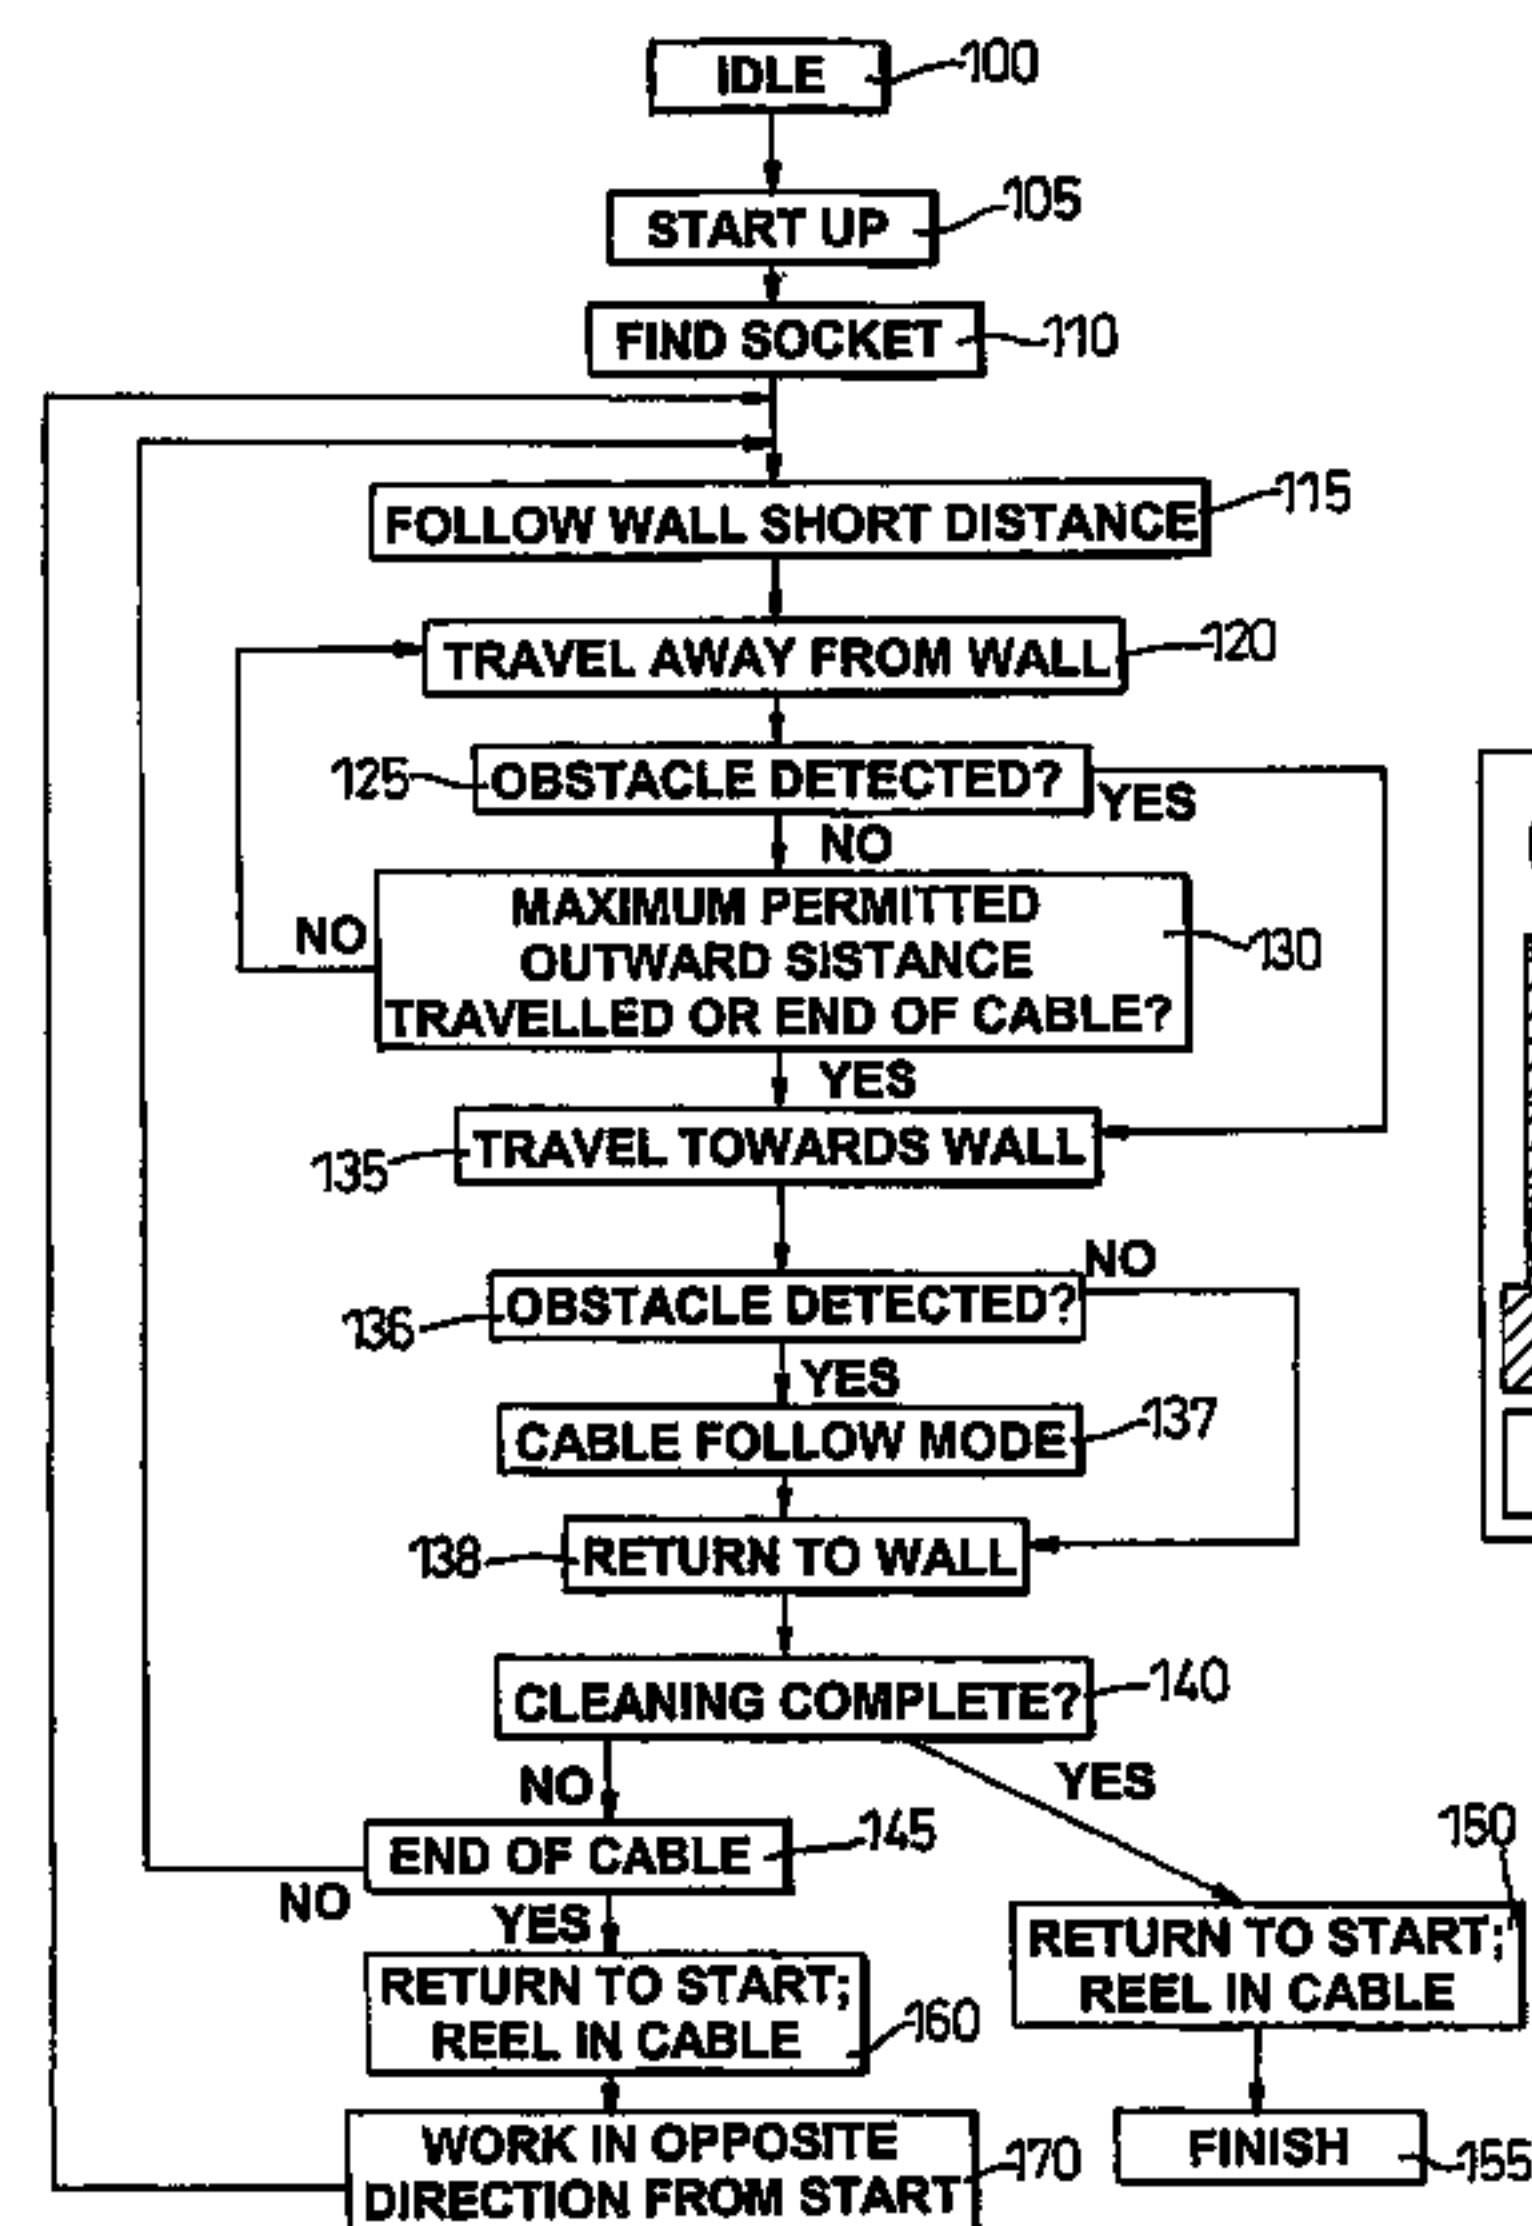 IDLE
100
START UP
105
FIND SOCKET
110
FOLLOW WALL SHORT DISTANCE
115
TRAVEL AWAY FROM WALL
120
125
OBSTACLE DETECTED?
YES
NO
MAXIMUM PERMITTED
OUTWARD SISTANCE
TRAVELLED OR END OF CABLE?
130
NO
YES
TRAVEL TOWARDS WALL
135
NO
OBSTACLE DETECTED?
136
YES
CABLE FOLLOW MODE
137
138
RETURN TO WALL
CLEANING COMPLETE?
140
NO
YES
END OF CABLE
145
NO
YES
150
RETURN TO START;
REEL IN CABLE
RETURN TO START;
REEL IN CABLE
160
WORK IN OPPOSITE
DIRECTION FROM START
170
FINISH
155